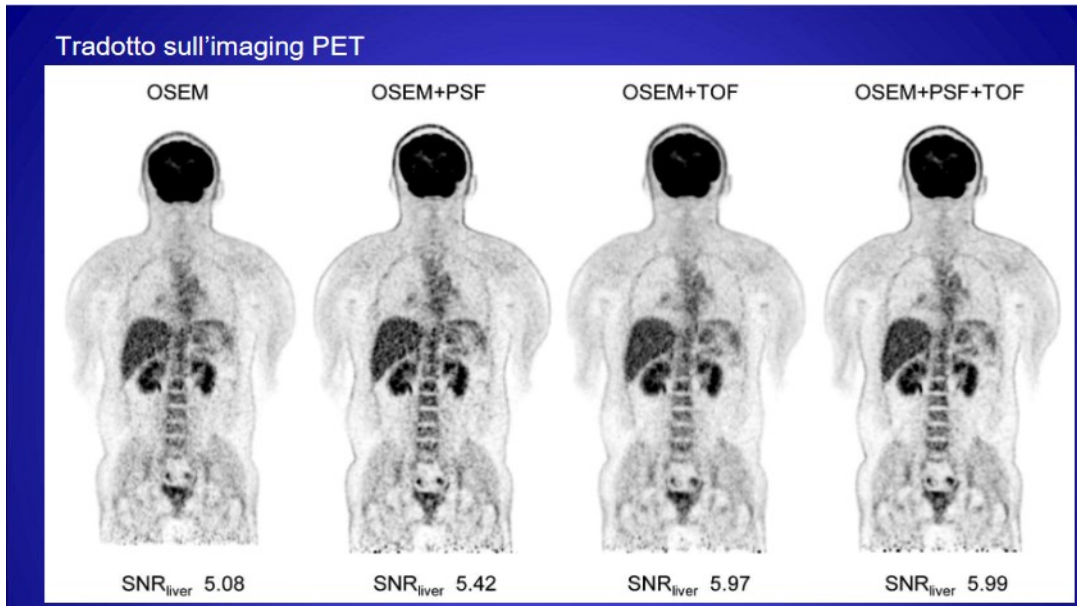 Tradotto sull'imaging PET
OSEM OSEM+PSF OSEM+TOF OSEM+PSF+TOF
SNRliver 5.08 SNRliver 5.42 SNRliver 5.97 SNRliver 5.99